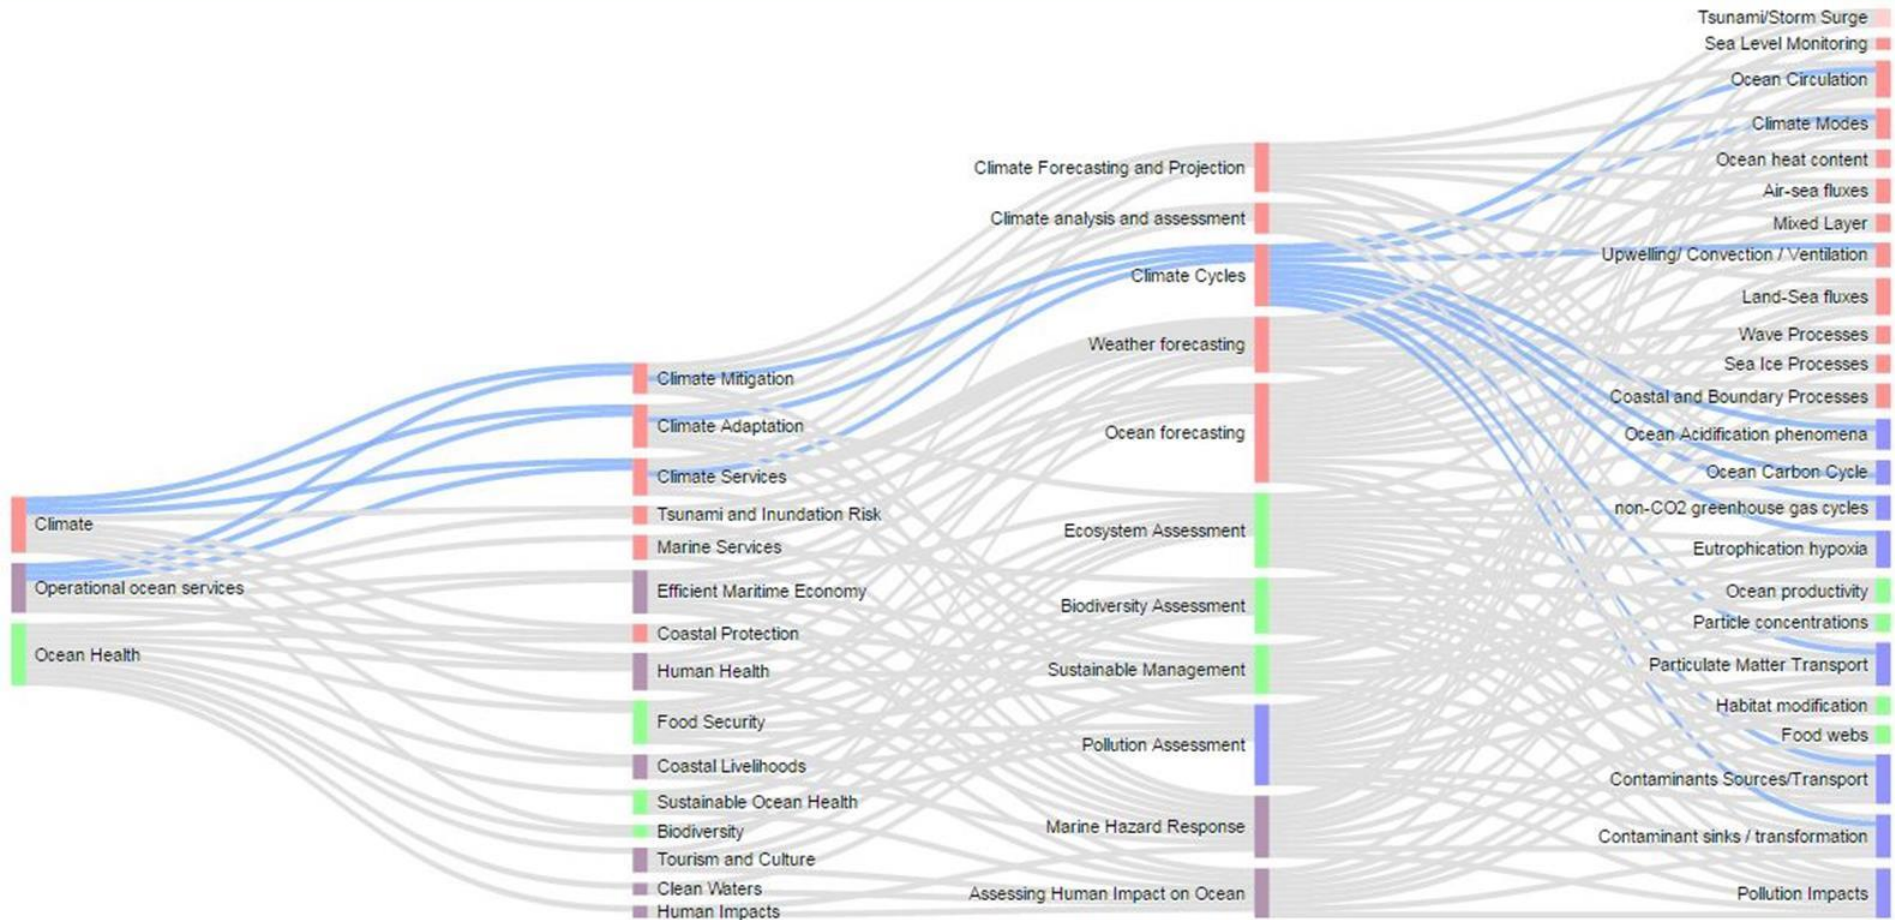 Climate
Operational ocean services
Ocean Health
Climate Mitigation
Climate Adaptation
Climate Services
Tsunami and Inundation Risk
Marine Services
Efficient Maritime Economy
Coastal Protection
Human Health
Food Security
Coastal Livelihoods
Sustainable Ocean Health
Biodiversity
Tourism and Culture
Clean Waters
Human Impacts
Climate Forecasting and Projection
Climate analysis and assessment
Climate Cycles
Weather forecasting
Ocean forecasting
Ecosystem Assessment
Biodiversity Assessment
Sustainable Management
Pollution Assessment
Marine Hazard Response
Assessing Human Impact on Ocean
Tsunami/Storm Surge
Sea Level Monitoring
Ocean Circulation
Climate Modes
Ocean heat content
Air-sea fluxes
Mixed Layer
Upwelling/ Convection / Ventilation
Land-Sea fluxes
Wave Processes
Sea Ice Processes
Coastal and Boundary Processes
Ocean Acidification phenomena
Ocean Carbon Cycle
non-CO2 greenhouse gas cycles
Eutrophication hypoxia
Ocean productivity
Particle concentrations
Particulate Matter Transport
Habitat modification
Food webs
Contaminants Sources/Transport
Contaminant sinks / transformation
Pollution Impacts